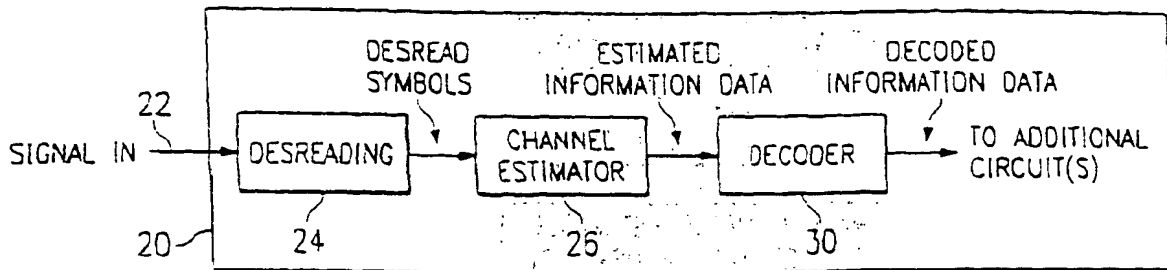 DESREAD
SYMBOLS
ESTIMATED
INFORMATION DATA
DECODED
INFORMATION DATA
22
SIGNAL IN
DESREADING
CHANNEL
ESTIMATOR
DECODER
TO ADDITIONAL
CIRCUIT(S)
20
24
26
30